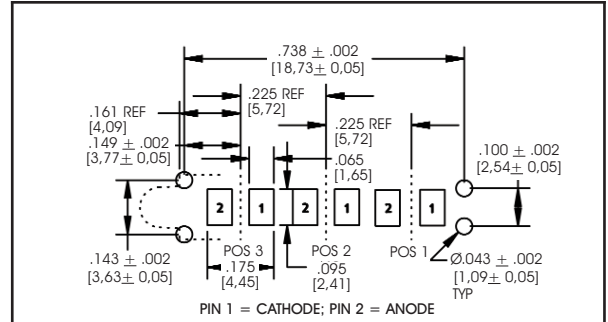 .738 ± .002
[18,73± 0,05]
.225 REF
[5,72]
.161 REF
[4,09]
.225 REF
[5,72]
.149 ± .002
[3,77± 0,05]
.100 ± .002
[2,54± 0,05]
.065
[1,65]
2 1 2 1 2 1
POS 3 POS 2 POS 1
.143 ± .002
[3,63± 0,05]
.175
[4,45]
.095
[2,41]
Ø.043 ± .002
[1,09± 0,05]
TYP
PIN 1 = CATHODE; PIN 2 = ANODE